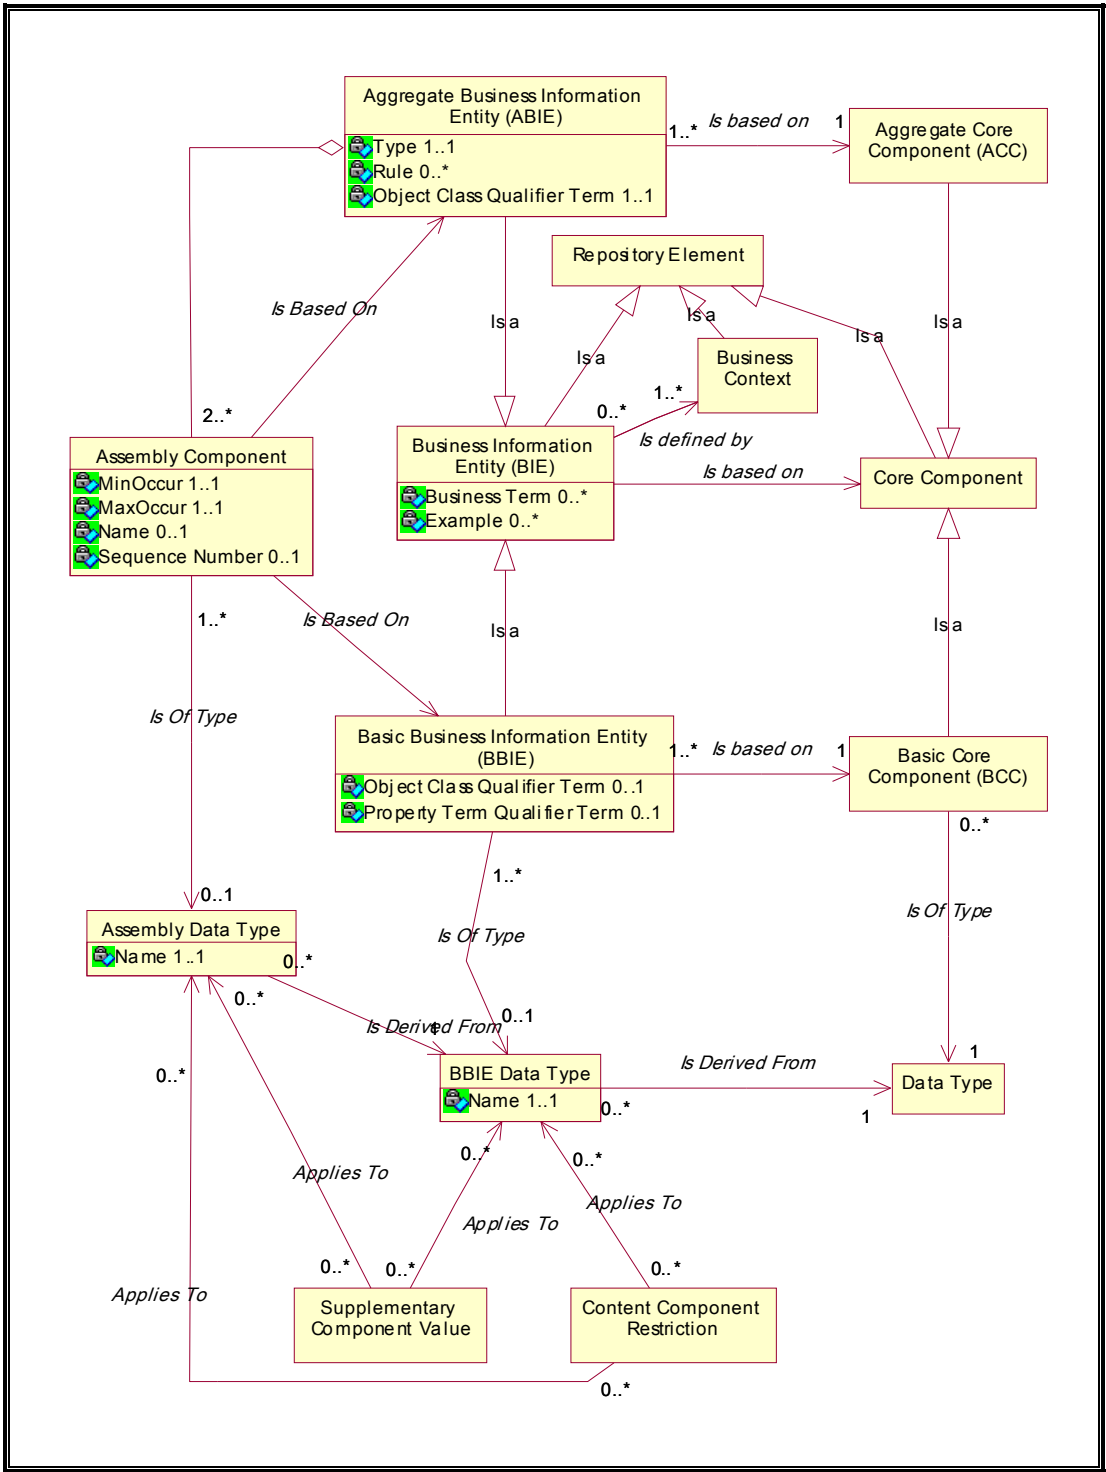 Aggregate Business Information
Entity (ABIE)
Type 1..1
Rule 0..*
Object Class Qualifier Term 1..1
1..*
Is based on
1
Aggregate Core
Component (ACC)
Repository Element
Is Based On
Is a
Is a
Is a
Is a
Is a
Business
Context
2..*
0..*
1..*
Is defined by
Assembly Component
MinOccur 1..1
MaxOccur 1..1
Name 0..1
Sequence Number 0..1
Business Information
Entity (BIE)
Business Term 0..*
Example 0..*
Is based on
Core Component
1..*
Is Based On
Is a
Is a
Is Of Type
Basic Business Information Entity
(BBIE)
Object Class Qualifier Term 0..1
Property Term Qualifier Term 0..1
1..*
Is based on
1
Basic Core
Component (BCC)
0..*
1..*
0..1
Is Of Type
Is Of Type
Assembly Data Type
Name 1..1
0..*
0..*
Is Derived From
1
0..1
1
0..*
BBIE Data Type
Name 1..1
Is Derived From
0..*
1
Data Type
0..*
0..*
Applies To
Applies To
Applies To
0..*
0..*
0..*
Applies To
Supplementary
Component Value
Content Component
Restriction
0..*